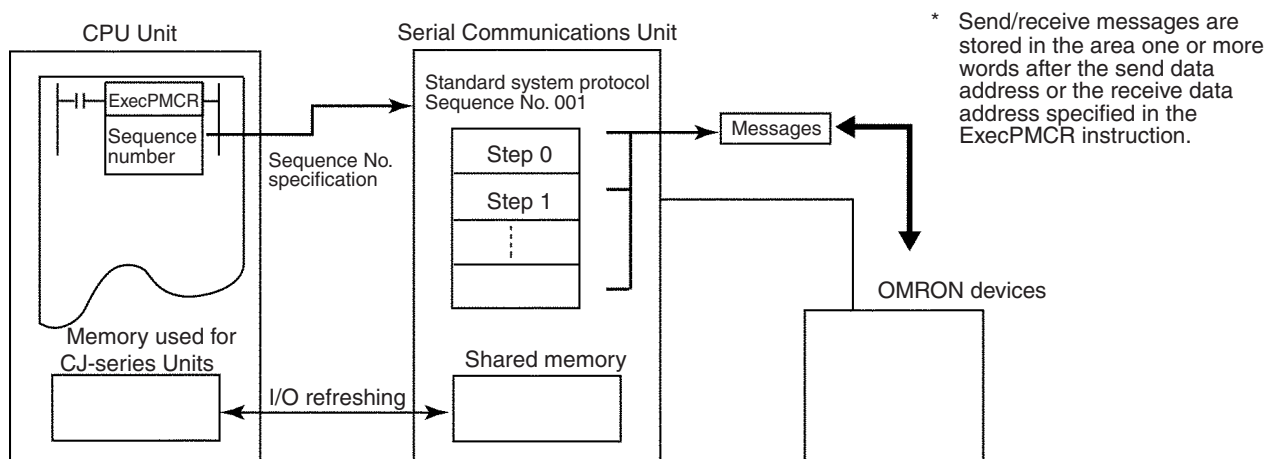 CPU Unit
ExecPMCR
Sequence
number
Sequence No.
specification
Memory used for
CJ-series Units
I/O refreshing
Serial Communications Unit
Standard system protocol
Sequence No. 001
Step 0
Step 1
Shared memory
Messages
OMRON devices
* Send/receive messages are
stored in the area one or more
words after the send data
address or the receive data
address specified in the
ExecPMCR instruction.